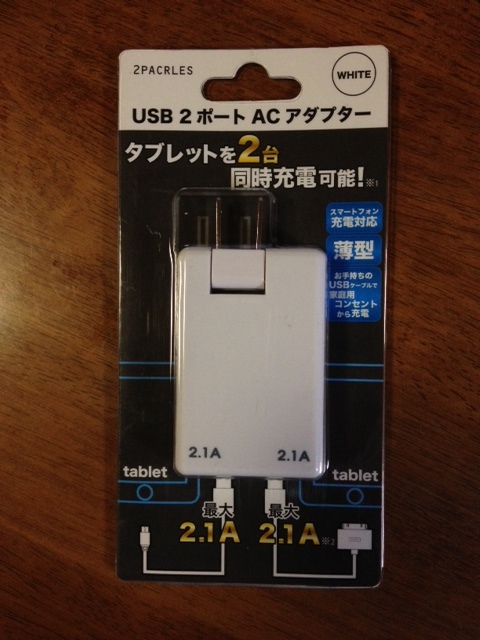 2PACRLES
WHITE
USB 2 ポート AC アダプター
タブレットを2台
同時充電可能!※1
スマートフォン
充電対応
薄型
お手持ちの
USBケーブルで
家庭用
コンセント
から充電
2.1A
2.1A
tablet
tablet
最大
2.1A
最大
2.1A※2